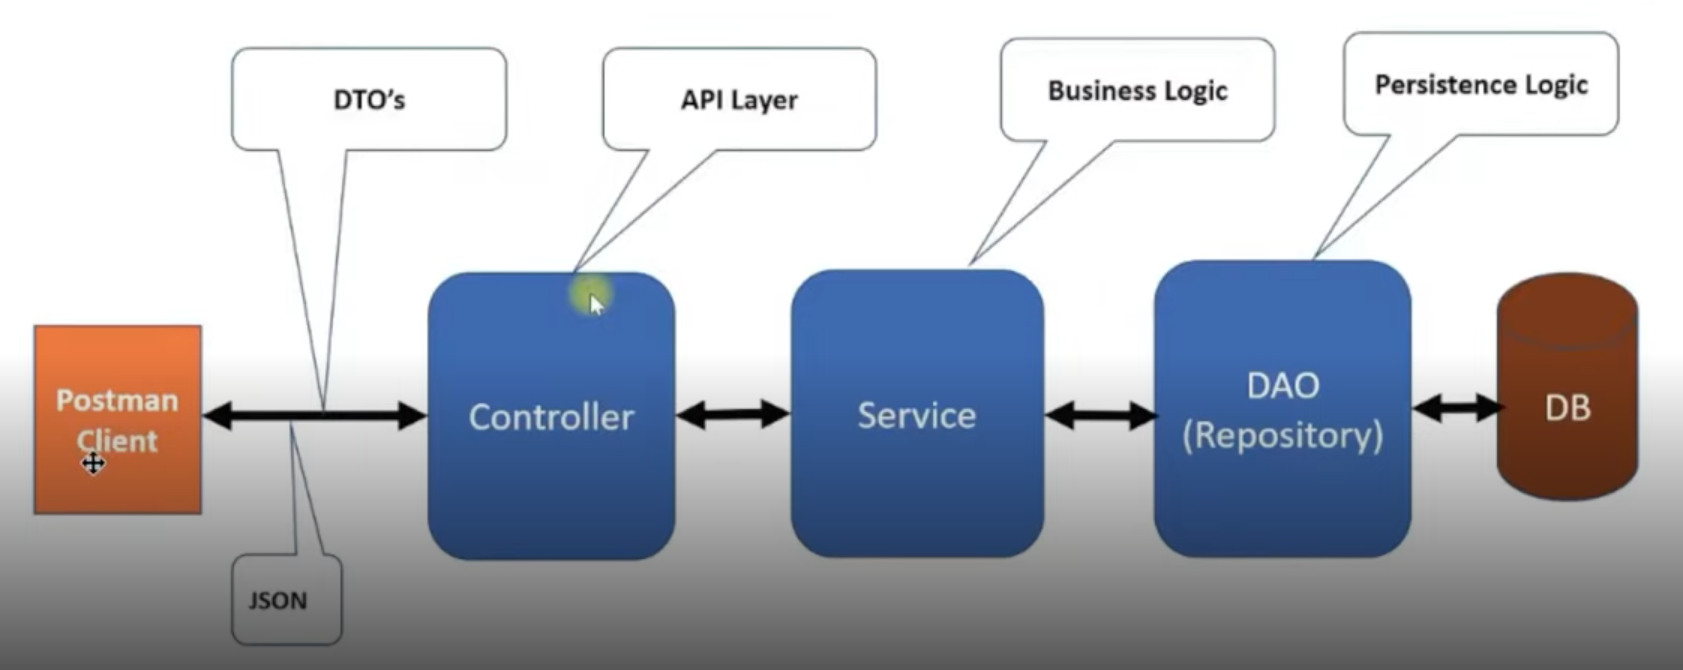 DTO's
API Layer
Business Logic
Persistence Logic
Postman
Client
Controller
Service
DAO
(Repository)
DB
JSON